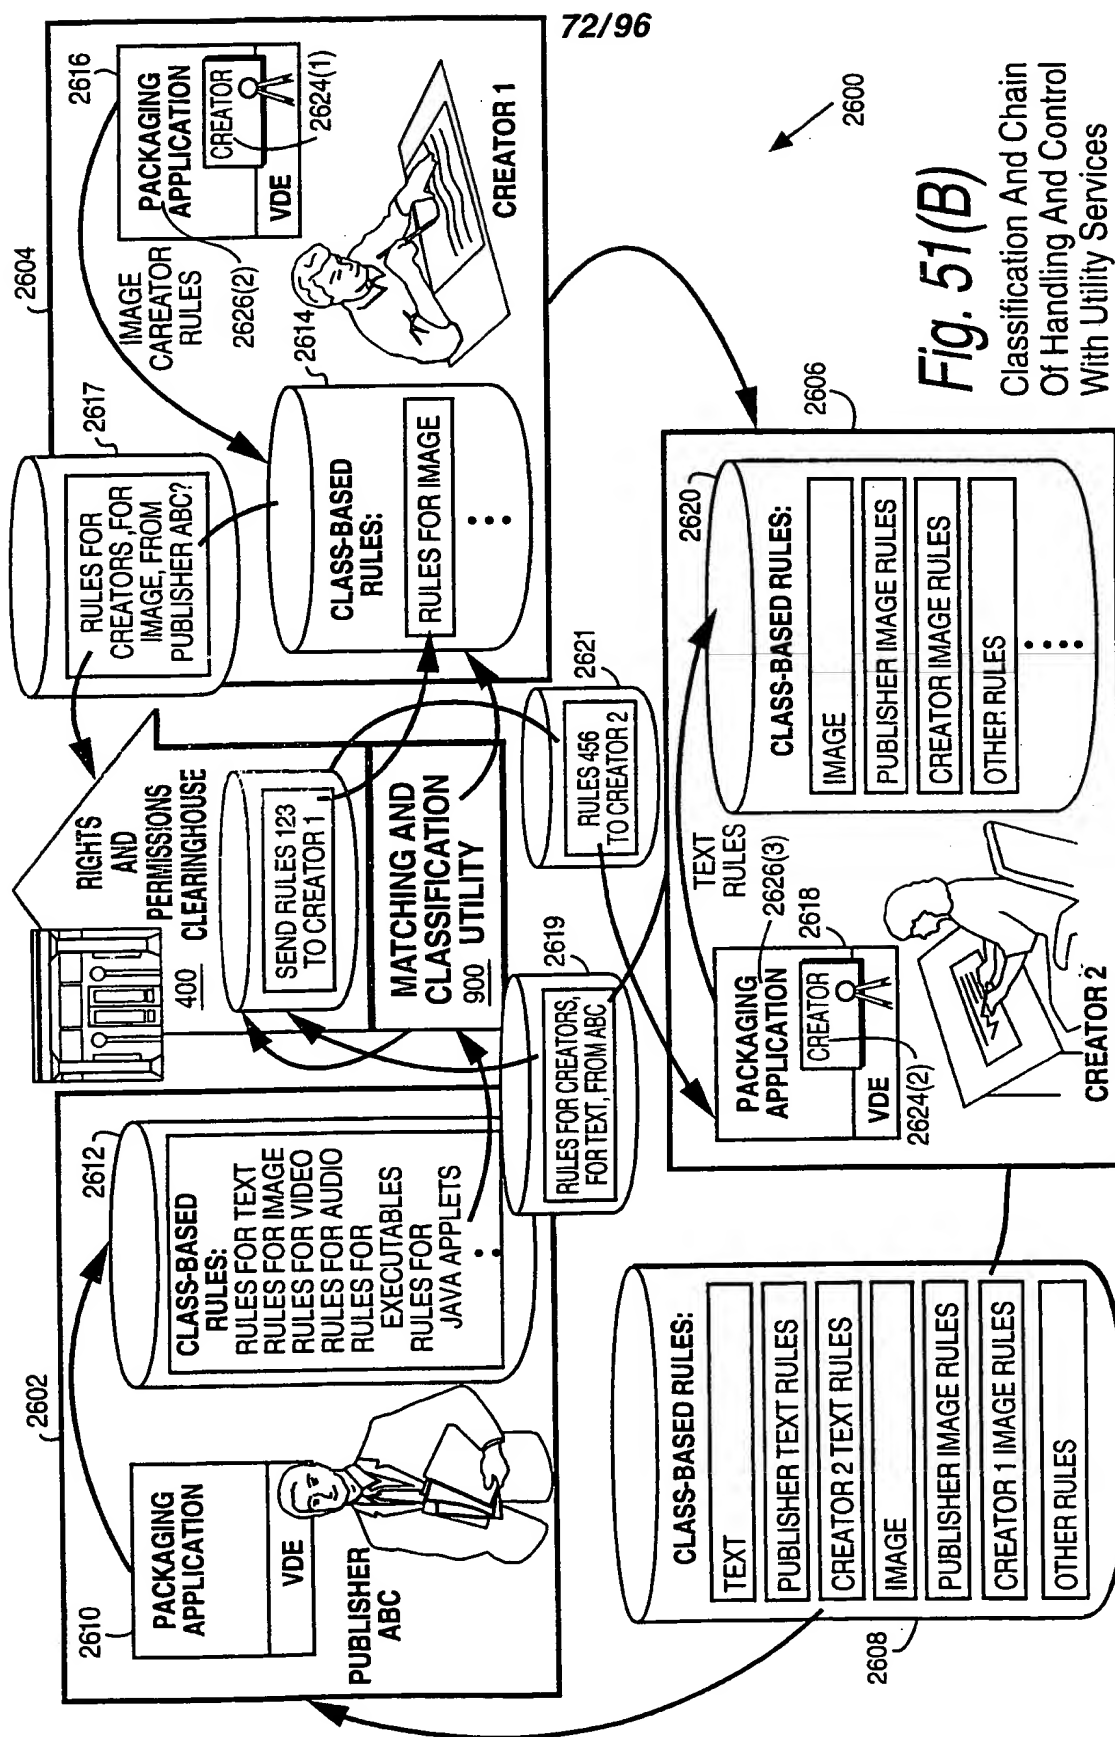 72/96
2602
2610
PACKAGING
APPLICATION
VDE
PUBLISHER
ABC
2612
CLASS-BASED
RULES:
RULES FOR TEXT
RULES FOR IMAGE
RULES FOR VIDEO
RULES FOR AUDIO
RULES FOR
EXECUTABLES
RULES FOR
JAVA APPLETS
RIGHTS
AND
PERMISSIONS
CLEARINGHOUSE
400
SEND RULES 123
TO CREATOR 1
MATCHING AND
CLASSIFICATION
900 UTILITY
2617
RULES FOR
CREATORS ,FOR
IMAGE, FROM
PUBLISHER ABC?
2604
2616
PACKAGING
APPLICATION
CREATOR
VDE
2624(1)
IMAGE
CAREATOR
RULES
2626(2)
2614
CLASS-BASED
RULES:
RULES FOR IMAGE
CREATOR 1
2619
RULES FOR CREATORS,
FOR TEXT, FROM ABC
2621
RULES 456
TO CREATOR 2
2608
CLASS-BASED RULES:
TEXT
PUBLISHER TEXT RULES
CREATOR 2 TEXT RULES
IMAGE
PUBLISHER IMAGE RULES
CREATOR 1 IMAGE RULES
OTHER RULES
PACKAGING
APPLICATION
CREATOR
VDE
2624(2)
2618
2626(3)
TEXT
RULES
CREATOR 2
2606
2620
CLASS-BASED RULES:
IMAGE
PUBLISHER IMAGE RULES
CREATOR IMAGE RULES
OTHER RULES
2600
Fig. 51(B)
Classification And Chain
Of Handling And Control
With Utility Services